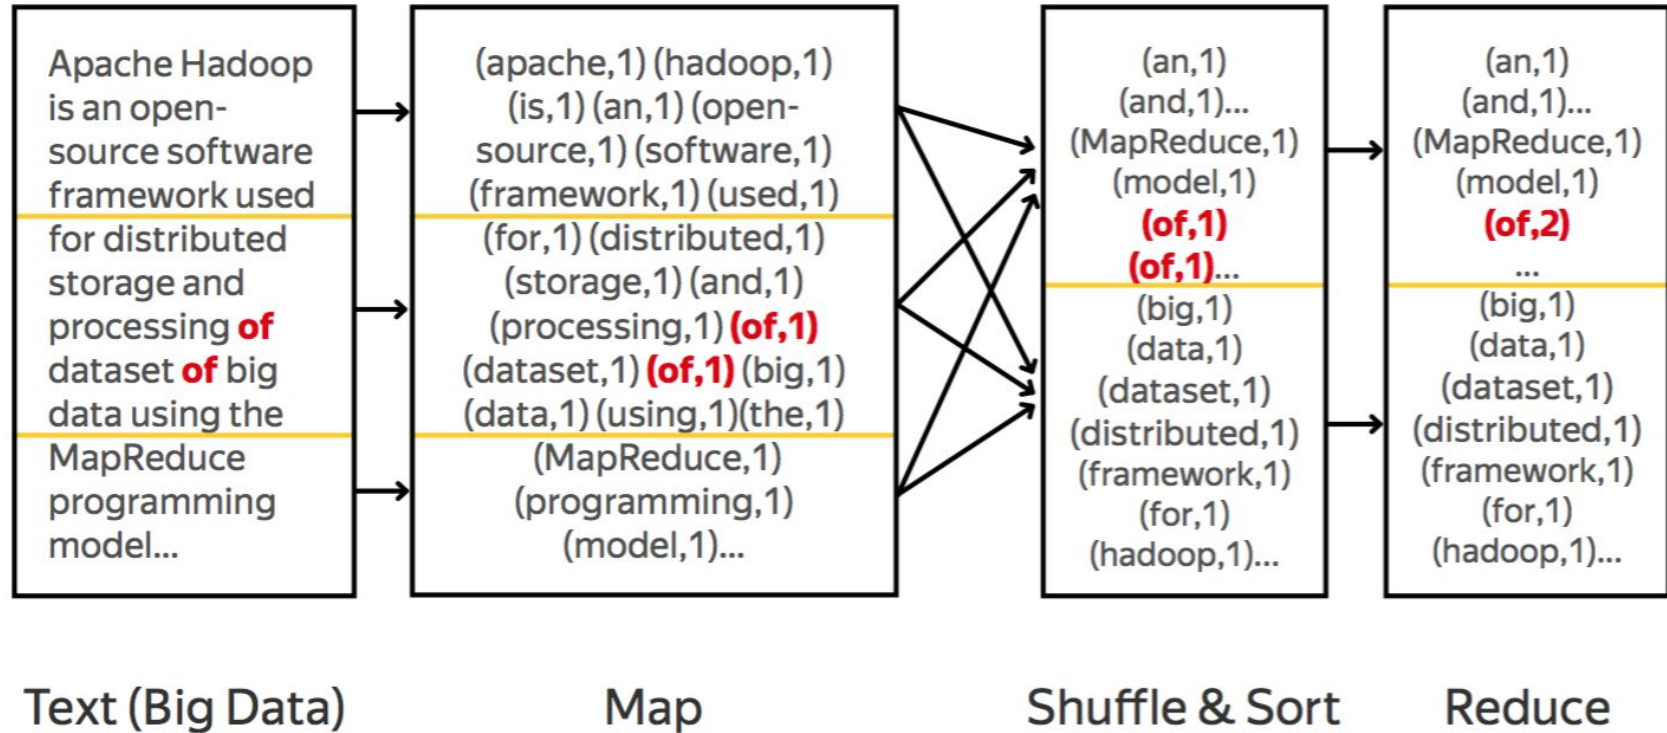 Apache Hadoop
is an open-
source software
framework used
for distributed
storage and
processing of
dataset of big
data using the
MapReduce
programming
model...
(apache,1) (hadoop,1)
(is,1) (an,1) (open-
source,1) (software,1)
(framework,1) (used,1)
(for,1) (distributed,1)
(storage,1) (and,1)
(processing,1) (of,1)
(dataset,1) (of,1) (big,1)
(data,1) (using,1)(the,1)
(MapReduce,1)
(programming,1)
(model,1)...
(an,1)
(and,1)...
(MapReduce,1)
(model,1)
(of,1)
(of,1)...
(big,1)
(data,1)
(dataset,1)
(distributed,1)
(framework,1)
(for,1)
(hadoop,1)...
(an,1)
(and,1)...
(MapReduce,1)
(model,1)
(of,2)
...
(big,1)
(data,1)
(dataset,1)
(distributed,1)
(framework,1)
(for,1)
(hadoop,1)...
Text (Big Data)
Map
Shuffle & Sort
Reduce